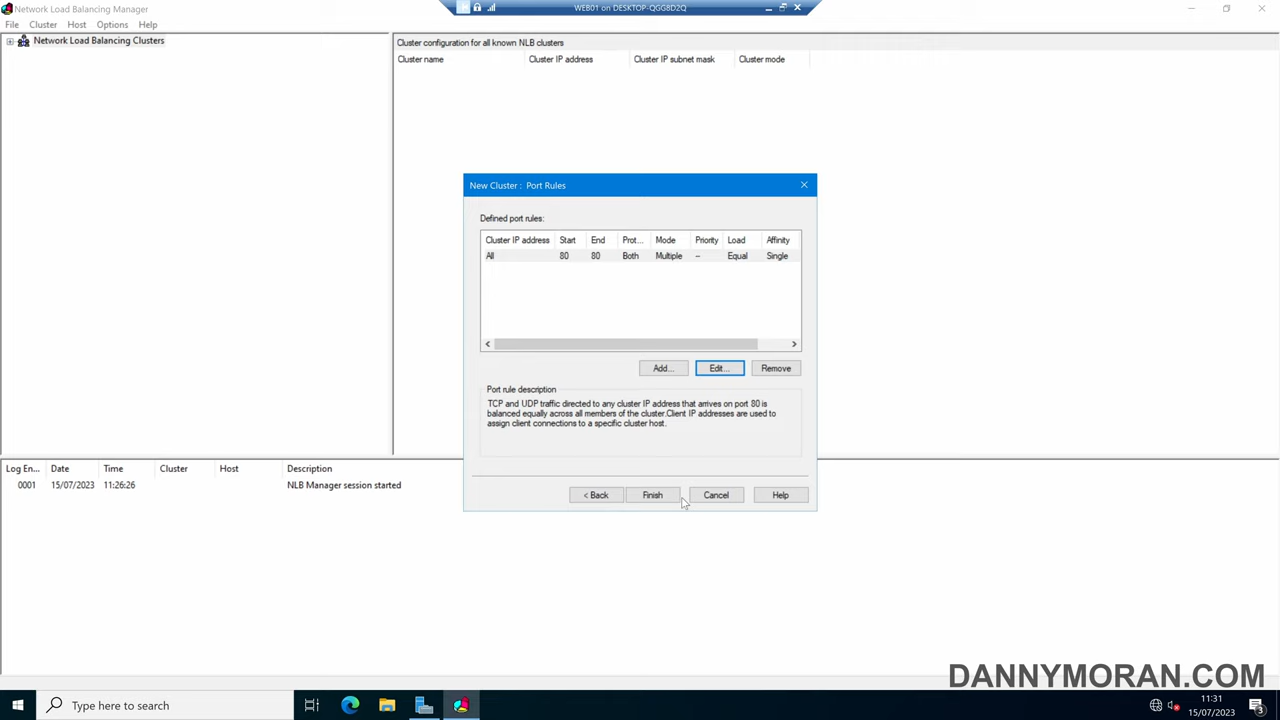 Network Load Balancing Manager
WEB01 on DESKTOP-QGG8D2Q
File Cluster Host Options Help
Network Load Balancing Clusters
Cluster configuration for all known NLB clusters
Cluster name Cluster IP address Cluster IP subnet mask Cluster mode
New Cluster : Port Rules
Defined port rules:
Cluster IP address Start End Prot... Mode Priority Load Affinity
All 80 80 Both Multiple -- Equal Single
Add... Edit... Remove
Port rule description
TCP and UDP traffic directed to any cluster IP address that arrives on port 80 is
balanced equally across all members of the cluster.Client IP addresses are used to
assign client connections to a specific cluster host.
< Back Finish Cancel Help
Log En... Date Time Cluster Host Description
0001 15/07/2023 11:26:26 NLB Manager session started
DANNYMORAN.COM
Type here to search
11:31
15/07/2023
3